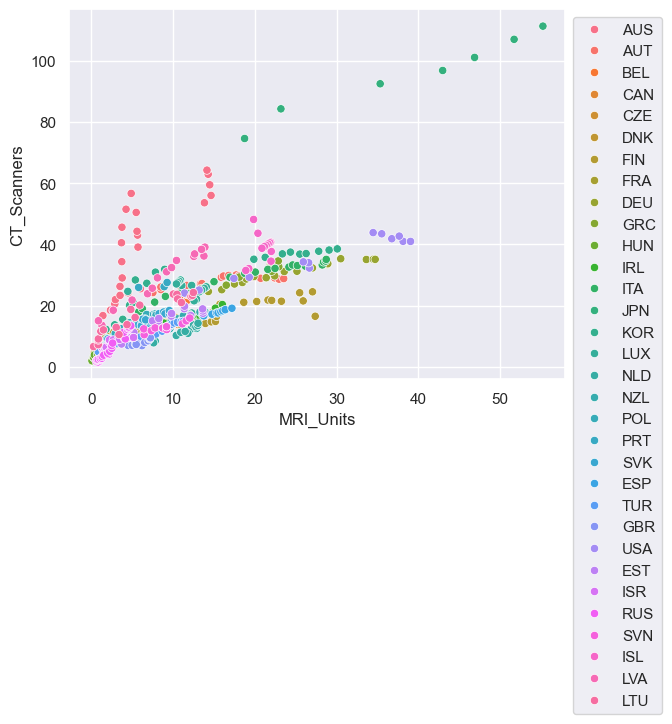 100
80
60
40
20
0
CT_Scanners
0 10 20 30 40 50
MRI_Units
AUS
AUT
BEL
CAN
CZE
DNK
FIN
FRA
DEU
GRC
HUN
IRL
ITA
JPN
KOR
LUX
NLD
NZL
POL
PRT
SVK
ESP
TUR
GBR
USA
EST
ISR
RUS
SVN
ISL
LVA
LTU